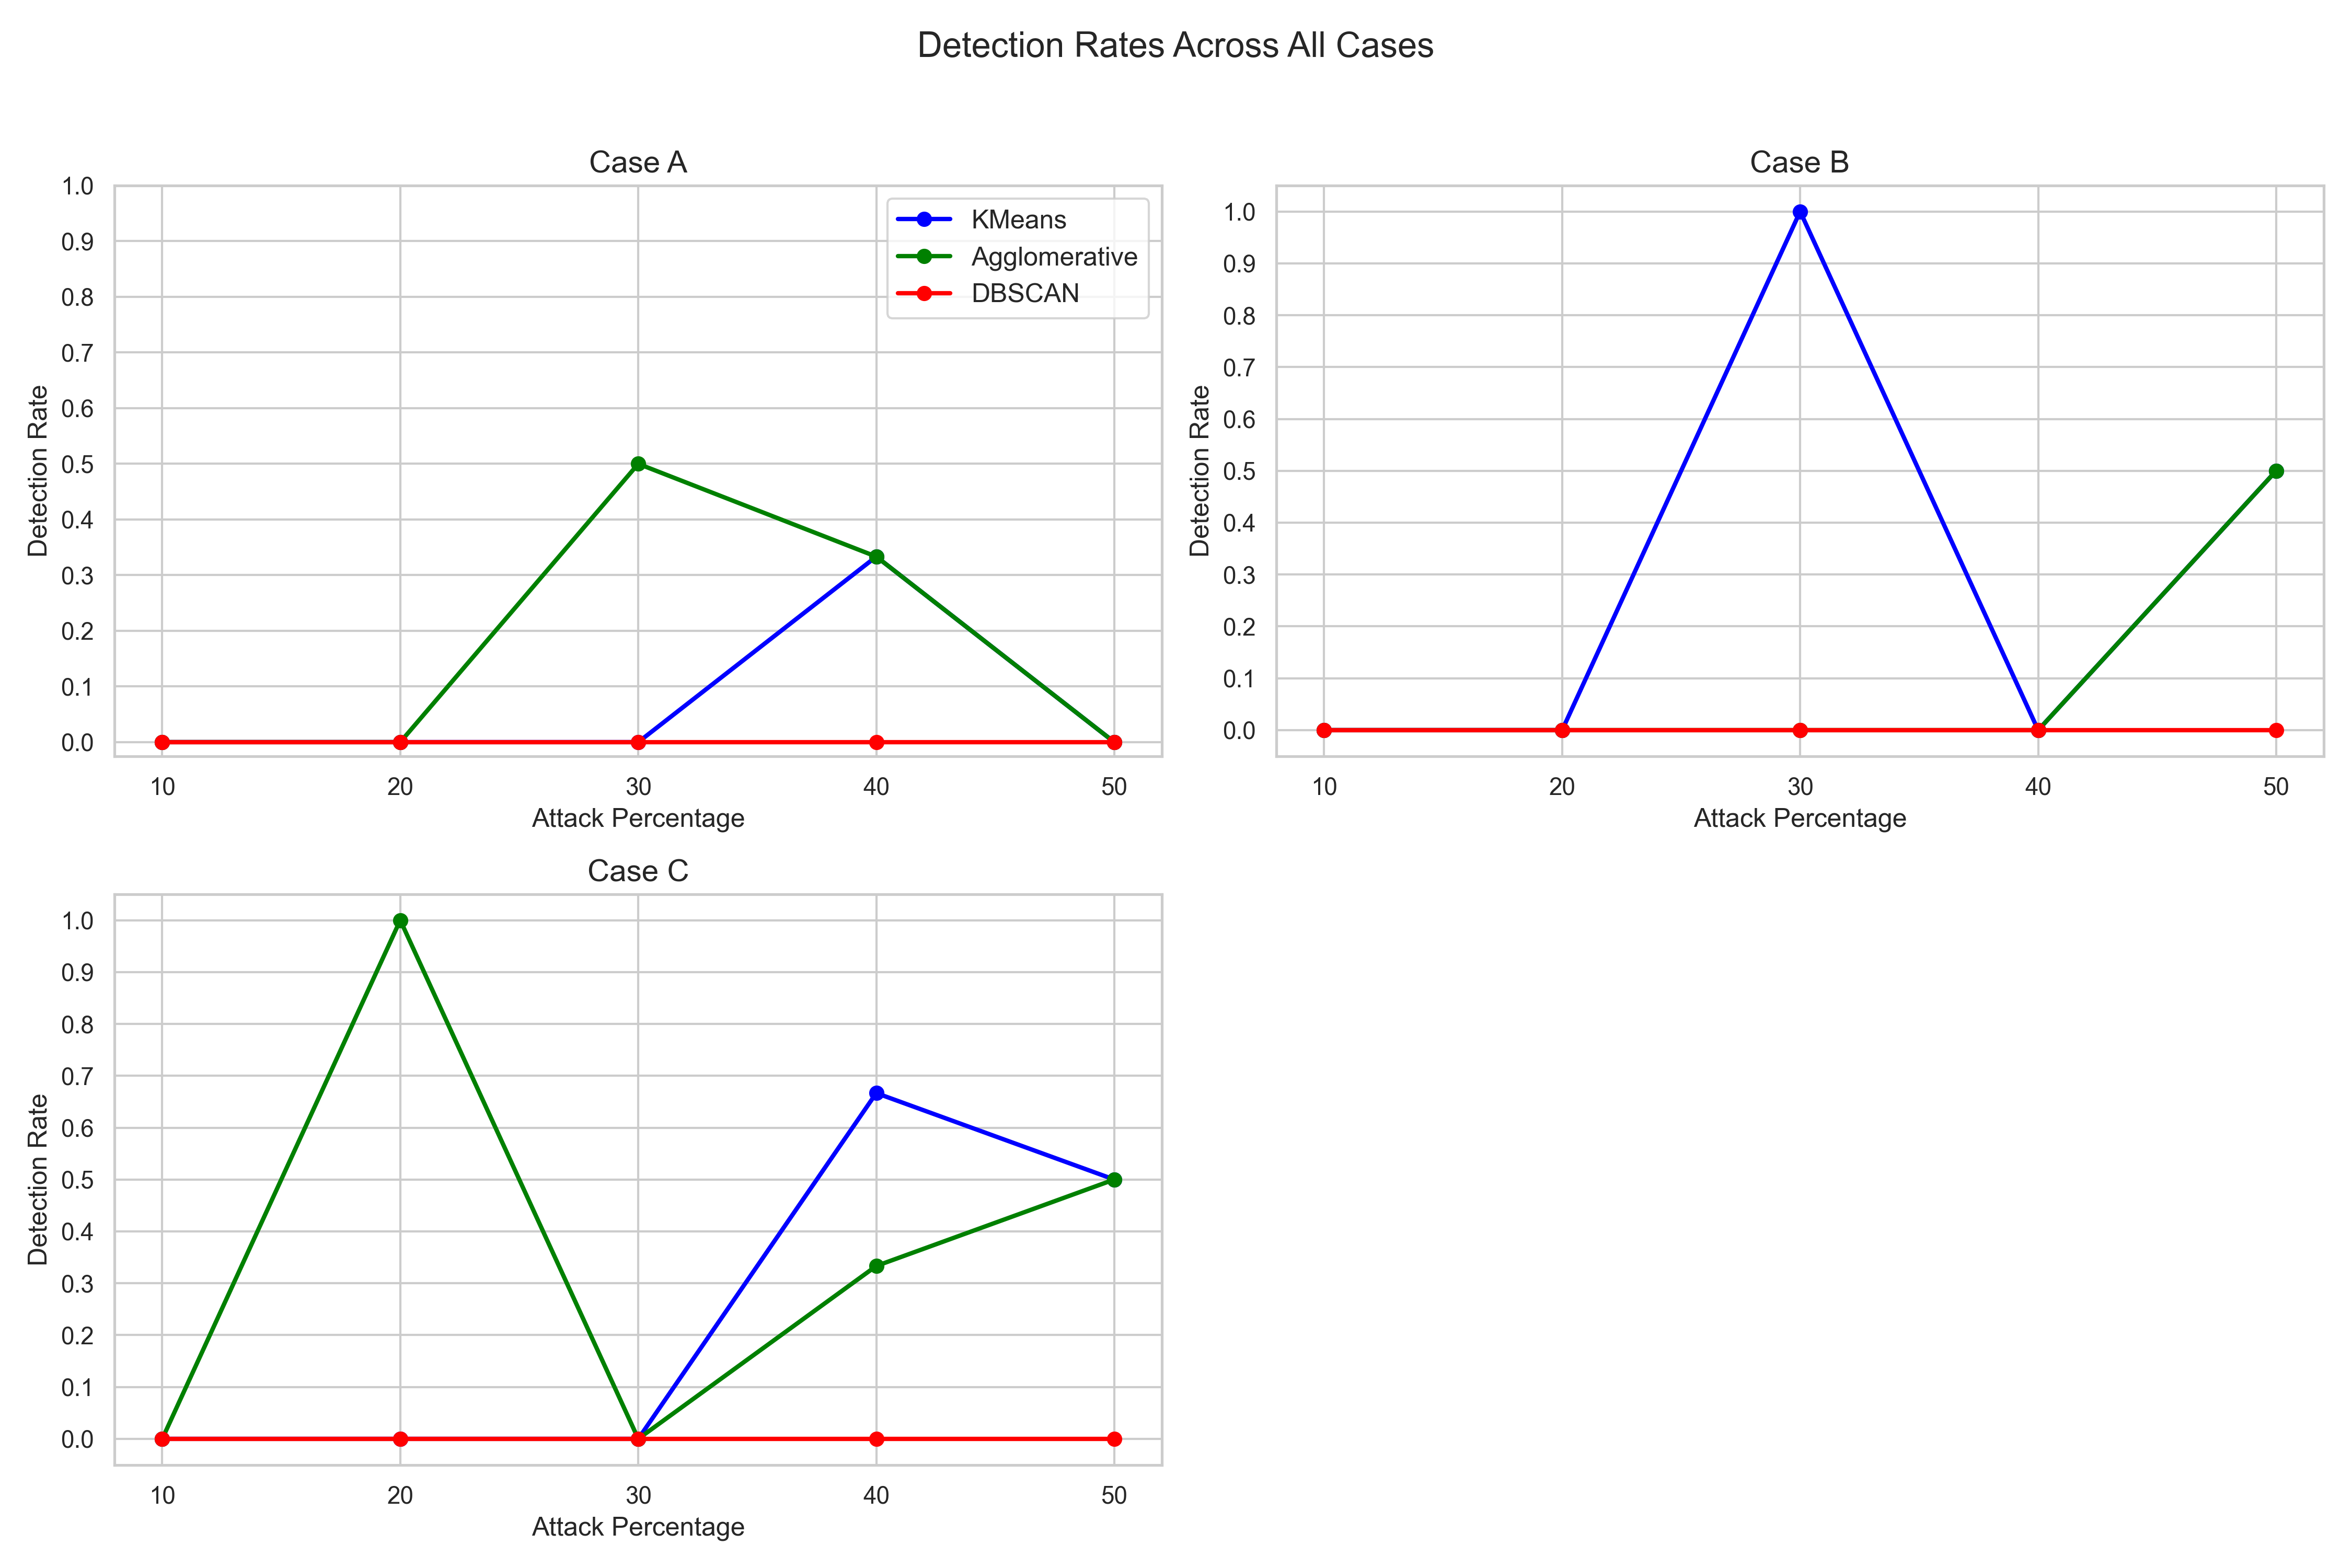 Detection Rates Across All Cases
Case A
1.0
0.9
0.8
0.7
0.6
0.5
0.4
0.3
0.2
0.1
0.0
Detection Rate
KMeans
Agglomerative
DBSCAN
10 20 30 40 50
Attack Percentage
Case B
1.0
0.9
0.8
0.7
0.6
0.5
0.4
0.3
0.2
0.1
0.0
Detection Rate
10 20 30 40 50
Attack Percentage
Case C
1.0
0.9
0.8
0.7
0.6
0.5
0.4
0.3
0.2
0.1
0.0
Detection Rate
10 20 30 40 50
Attack Percentage